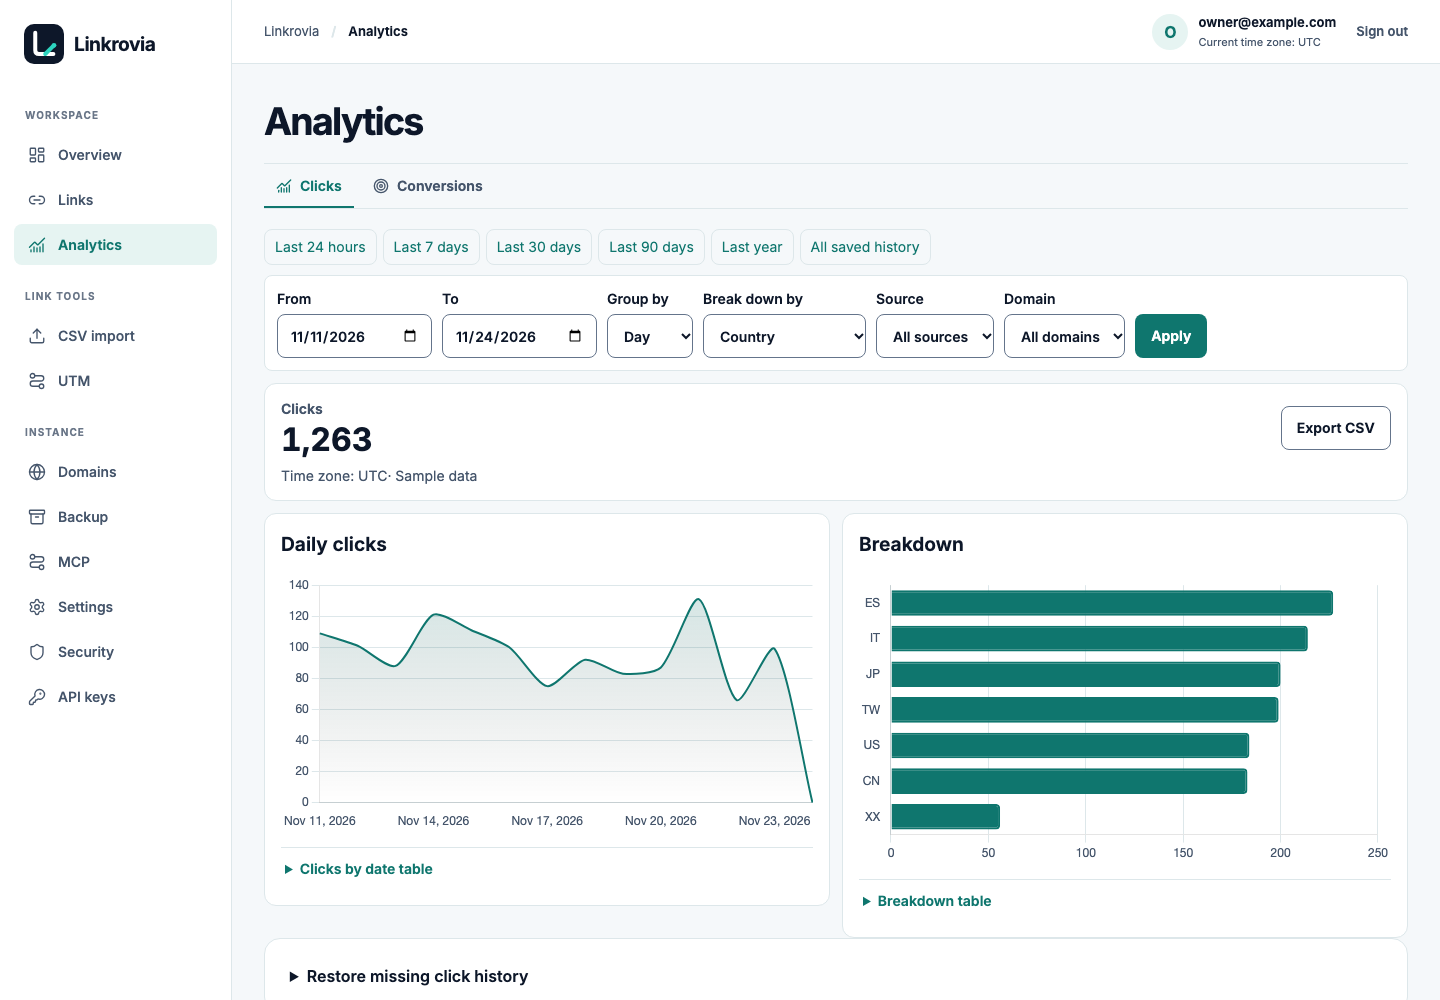 Linkrovia
Linkrovia / Analytics
O
owner@example.com
Current time zone: UTC
Sign out
WORKSPACE
Overview
Links
Analytics
LINK TOOLS
CSV import
UTM
INSTANCE
Domains
Backup
MCP
Settings
Security
API keys
Analytics
Clicks
Conversions
Last 24 hours
Last 7 days
Last 30 days
Last 90 days
Last year
All saved history
From
To
Group by
Break down by
Source
Domain
11/11/2026
11/24/2026
Day
Country
All sources
All domains
Apply
Clicks
1,263
Time zone: UTC· Sample data
Export CSV
Daily clicks
140
120
100
80
60
40
20
0
Nov 11, 2026
Nov 14, 2026
Nov 17, 2026
Nov 20, 2026
Nov 23, 2026
Clicks by date table
Breakdown
ES
IT
JP
TW
US
CN
XX
0
50
100
150
200
250
Breakdown table
Restore missing click history